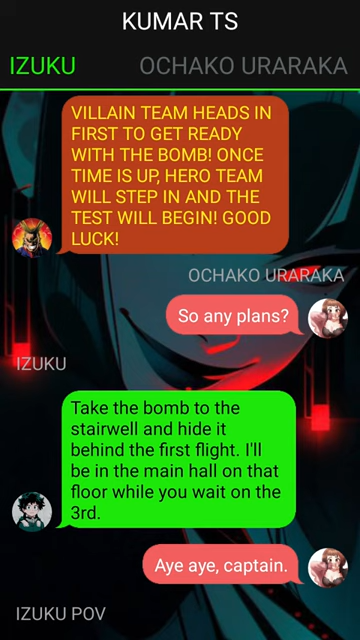 KUMAR TS
IZUKU
OCHAKO URARAKA
VILLAIN TEAM HEADS IN
FIRST TO GET READY
WITH THE BOMB! ONCE
TIME IS UP, HERO TEAM
WILL STEP IN AND THE
TEST WILL BEGIN! GOOD
LUCK!
OCHAKO URARAKA
So any plans?
IZUKU
Take the bomb to the
stairwell and hide it
behind the first flight. I'll
be in the main hall on that
floor while you wait on the
3rd.
Aye aye, captain.
IZUKU POV